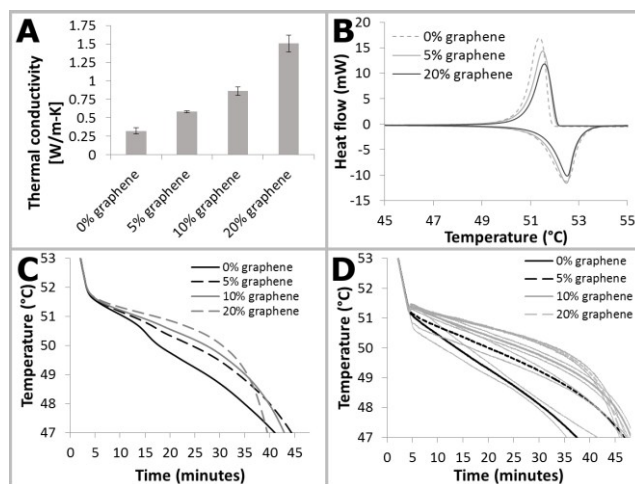 A
Thermal conductivity
[W/m-K]
1.75
1.5
1.25
1
0.75
0.5
0.25
0
0% graphene
5% graphene
10% graphene
20% graphene
B
Heat flow (mW)
20
15
10
5
0
-5
-10
-15
0% graphene
5% graphene
20% graphene
45 47 49 51 53 55
Temperature (°C)
C
Temperature (°C)
53
52
51
50
49
48
47
0% graphene
5% graphene
10% graphene
20% graphene
0 5 10 15 20 25 30 35 40 45
Time (minutes)
D
Temperature (°C)
53
52
51
50
49
48
47
0% graphene
5% graphene
10% graphene
20% graphene
0 5 10 15 20 25 30 35 40 45
Time (minutes)